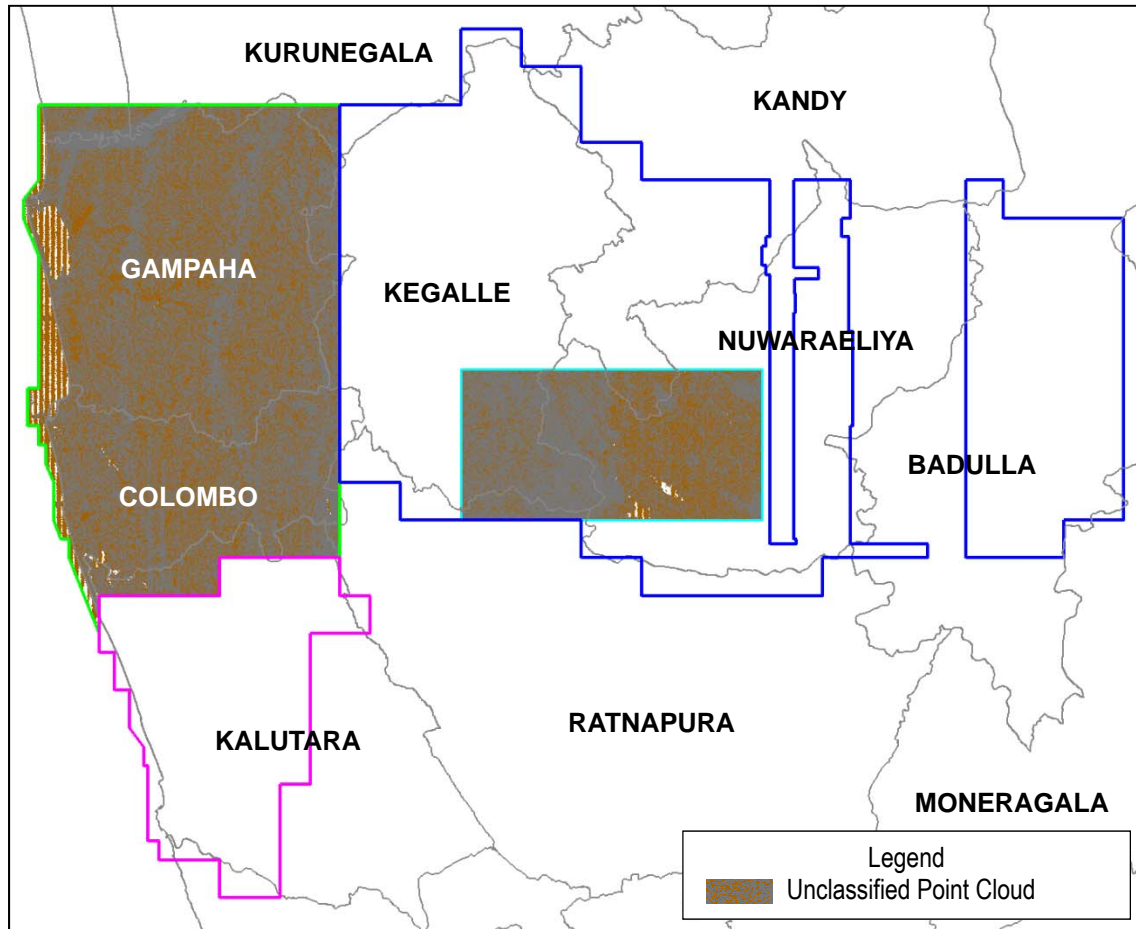 KURUNEGALA
KANDY
GAMPAHA
KEGALLE
NUWARAELIYA
BADULLA
COLOMBO
KALUTARA
RATNAPURA
MONERAGALA
Legend
Unclassified Point Cloud